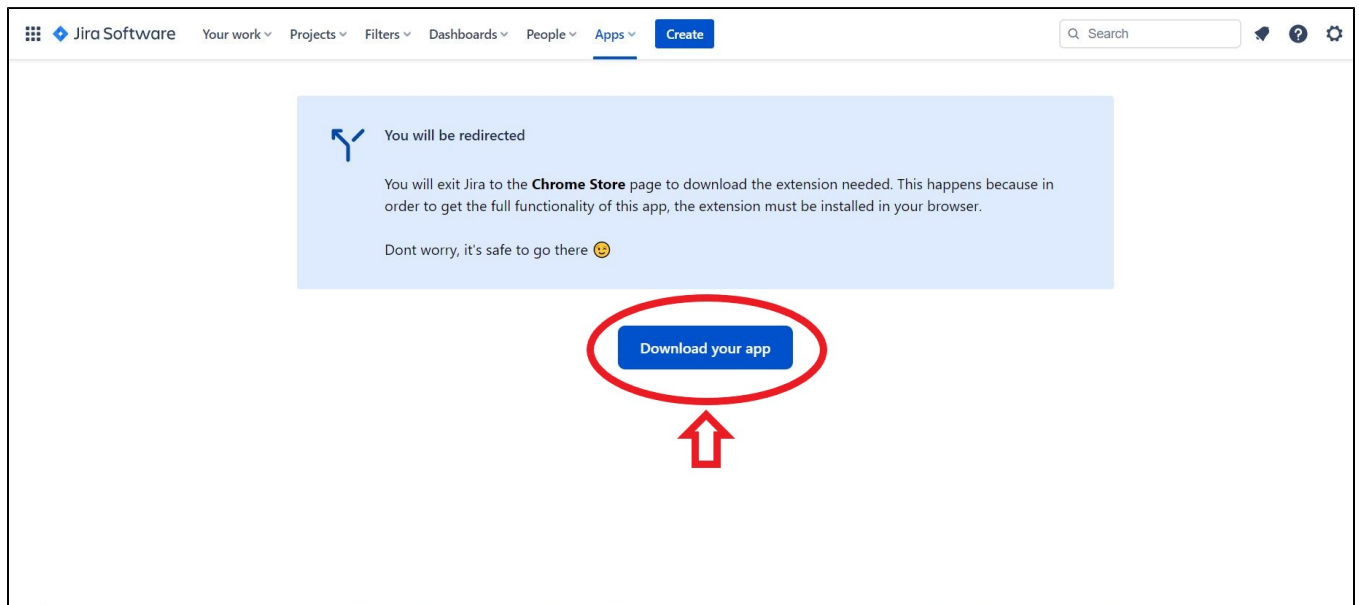 Jira Software Your work Projects Filters Dashboards People Apps Create Search
You will be redirected
You will exit Jira to the Chrome Store page to download the extension needed. This happens because in
order to get the full functionality of this app, the extension must be installed in your browser.
Dont worry, it's safe to go there 😉
Download your app